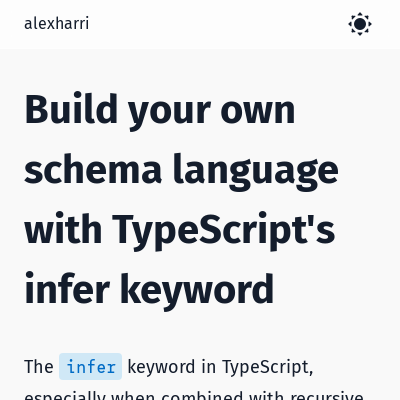 alexharri
Build your own
schema language
with TypeScript's
infer keyword
The infer keyword in TypeScript,
especially when combined with recursive